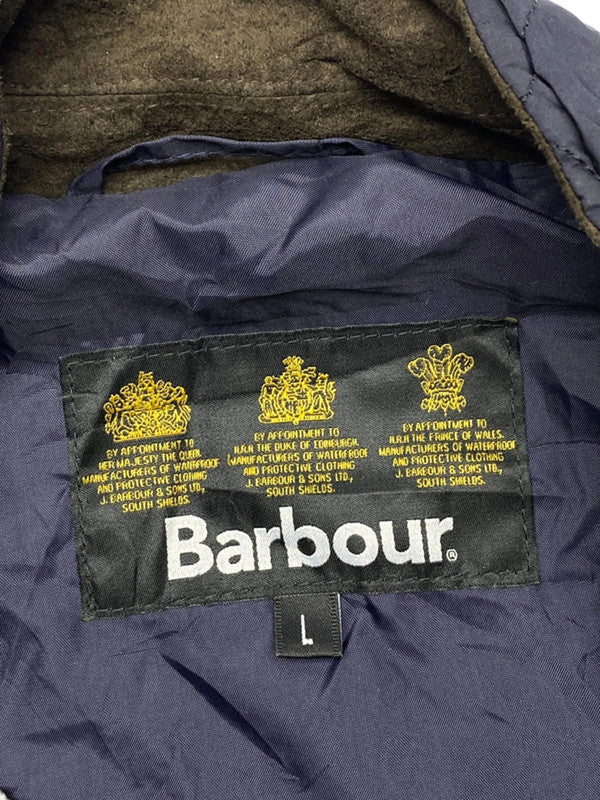 BY APPOINTMENT TO
HER MAJESTY THE QUEEN
MANUFACTURERS OF WATERPROOF
AND PROTECTIVE CLOTHING
J. BARBOUR & SONS LTD.,
SOUTH SHIELDS.
BY APPOINTMENT TO
H.R.H THE DUKE OF EDINBURGH,
MANUFACTURERS OF WATERPROOF
AND PROTECTIVE CLOTHING
J. BARBOUR & SONS LTD.,
SOUTH SHIELDS.
BY APPOINTMENT TO
H.R.H THE PRINCE OF WALES,
MANUFACTURERS OF WATERPROOF
AND PROTECTIVE CLOTHING
J. BARBOUR & SONS LTD.,
SOUTH SHIELDS.
Barbour®
L